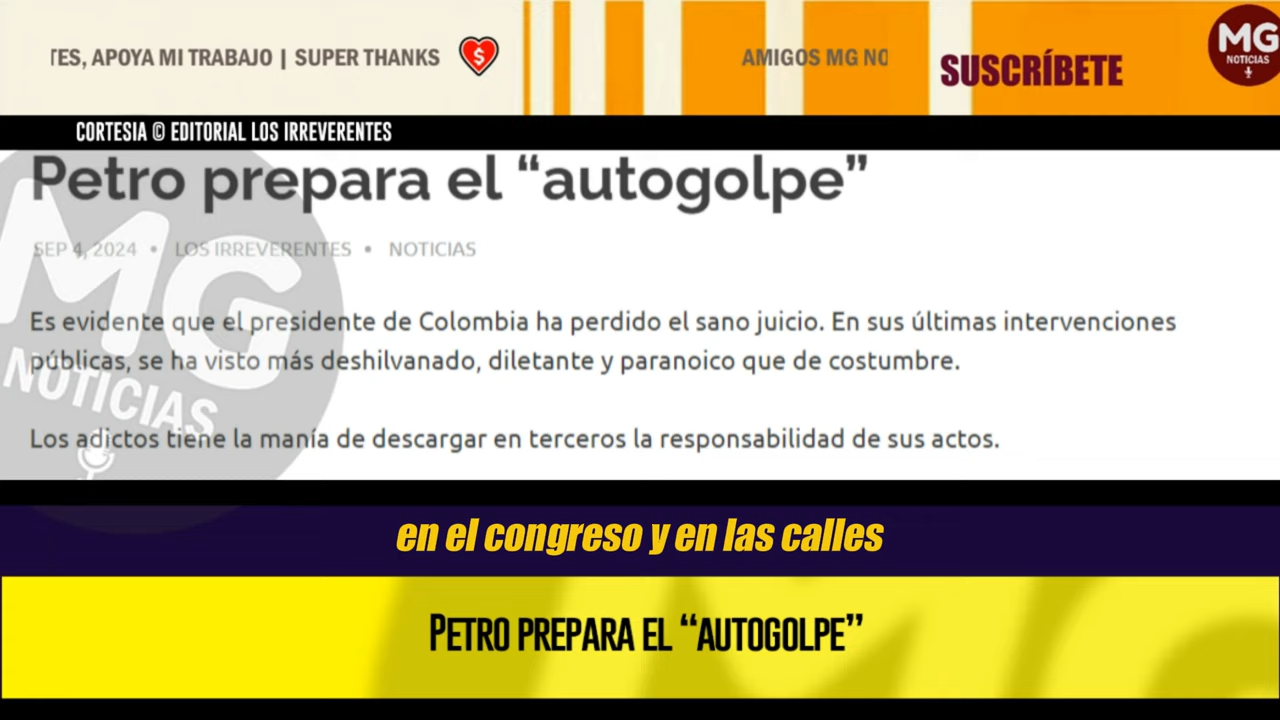 TES, APOYA MI TRABAJO | SUPER THANKS
AMIGOS MG NO
SUSCRÍBETE
MG
NOTICIAS
CORTESIA © EDITORIAL LOS IRREVERENTES
Petro prepara el “autogolpe”
SEP 4, 2024 • LOS IRREVERENTES • NOTICIAS
Es evidente que el presidente de Colombia ha perdido el sano juicio. En sus últimas intervenciones
públicas, se ha visto más deshilvanado, diletante y paranoico que de costumbre.
Los adictos tiene la manía de descargar en terceros la responsabilidad de sus actos.
MG
NOTICIAS
en el congreso y en las calles
PETRO PREPARA EL “AUTOGOLPE”